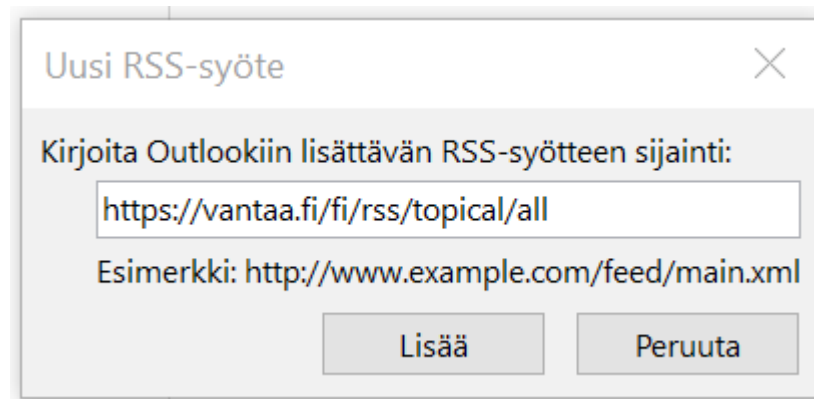 Uusi RSS-syöte
Kirjoita Outlookiin lisättävän RSS-syötteen sijainti:
https://vantaa.fi/fi/rss/topical/all
Esimerkki: http://www.example.com/feed/main.xml
Lisää
Peruuta